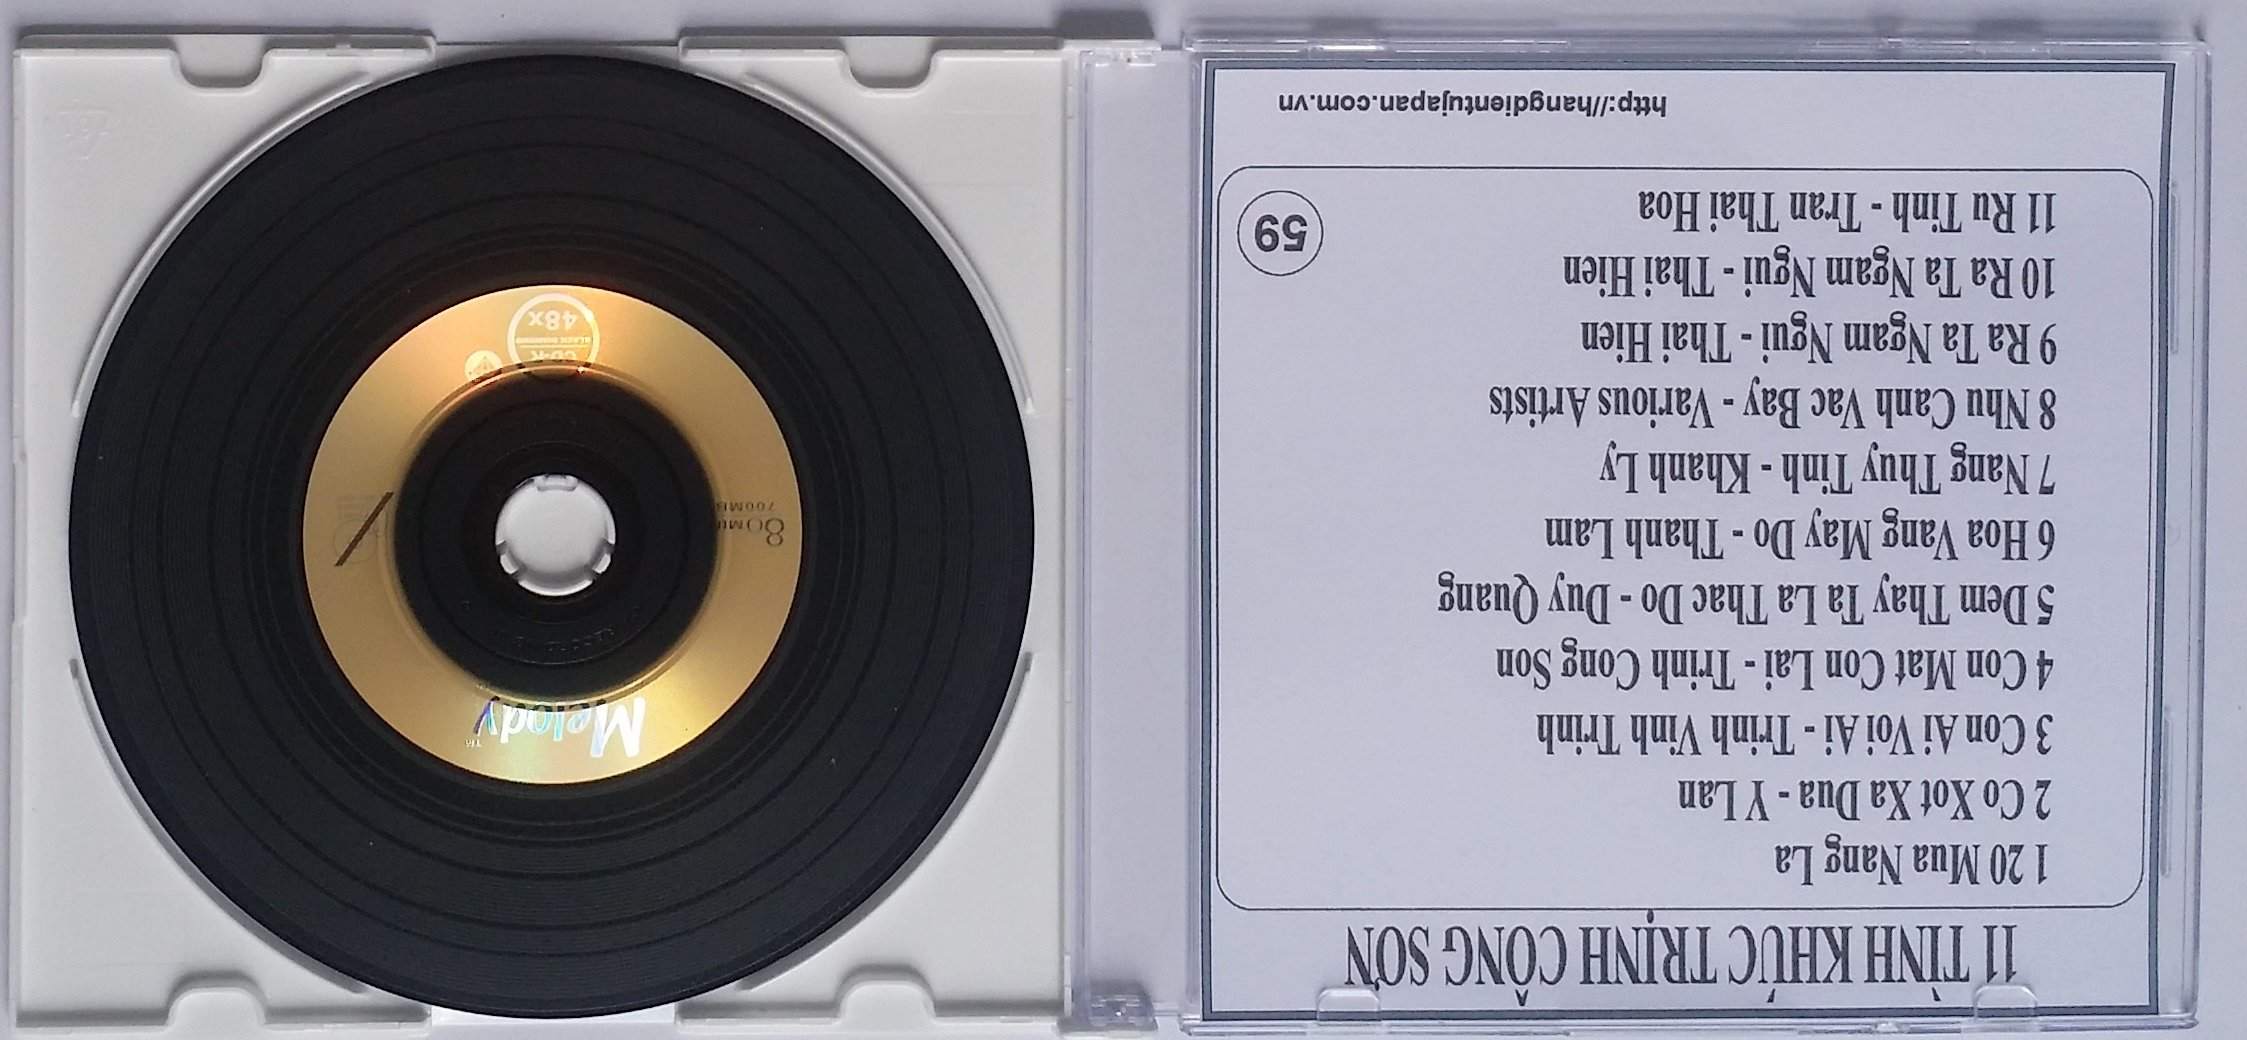 11 TÌNH KHÚC TRỊNH CÔNG SƠN
1 20 Mua Nang La
2 Co Xot Xa Dua - Y Lan
3 Con Ai Voi Ai - Trinh Vinh Trinh
4 Con Mat Con Lai - Trinh Cong Son
5 Dem Thay Ta La Thac Do - Duy Quang
6 Hoa Vang May Do - Thanh Lam
7 Nang Thuy Tinh - Khanh Ly
8 Nhu Canh Vac Bay - Various Artists
9 Ra Ta Ngam Ngui - Thai Hien
10 Ra Ta Ngam Ngui - Thai Hien
11 Ru Tinh - Tran Thai Hoa
59
http://hangdientujapan.com.vn
Melody TM
80
700MB
CD-R
48x